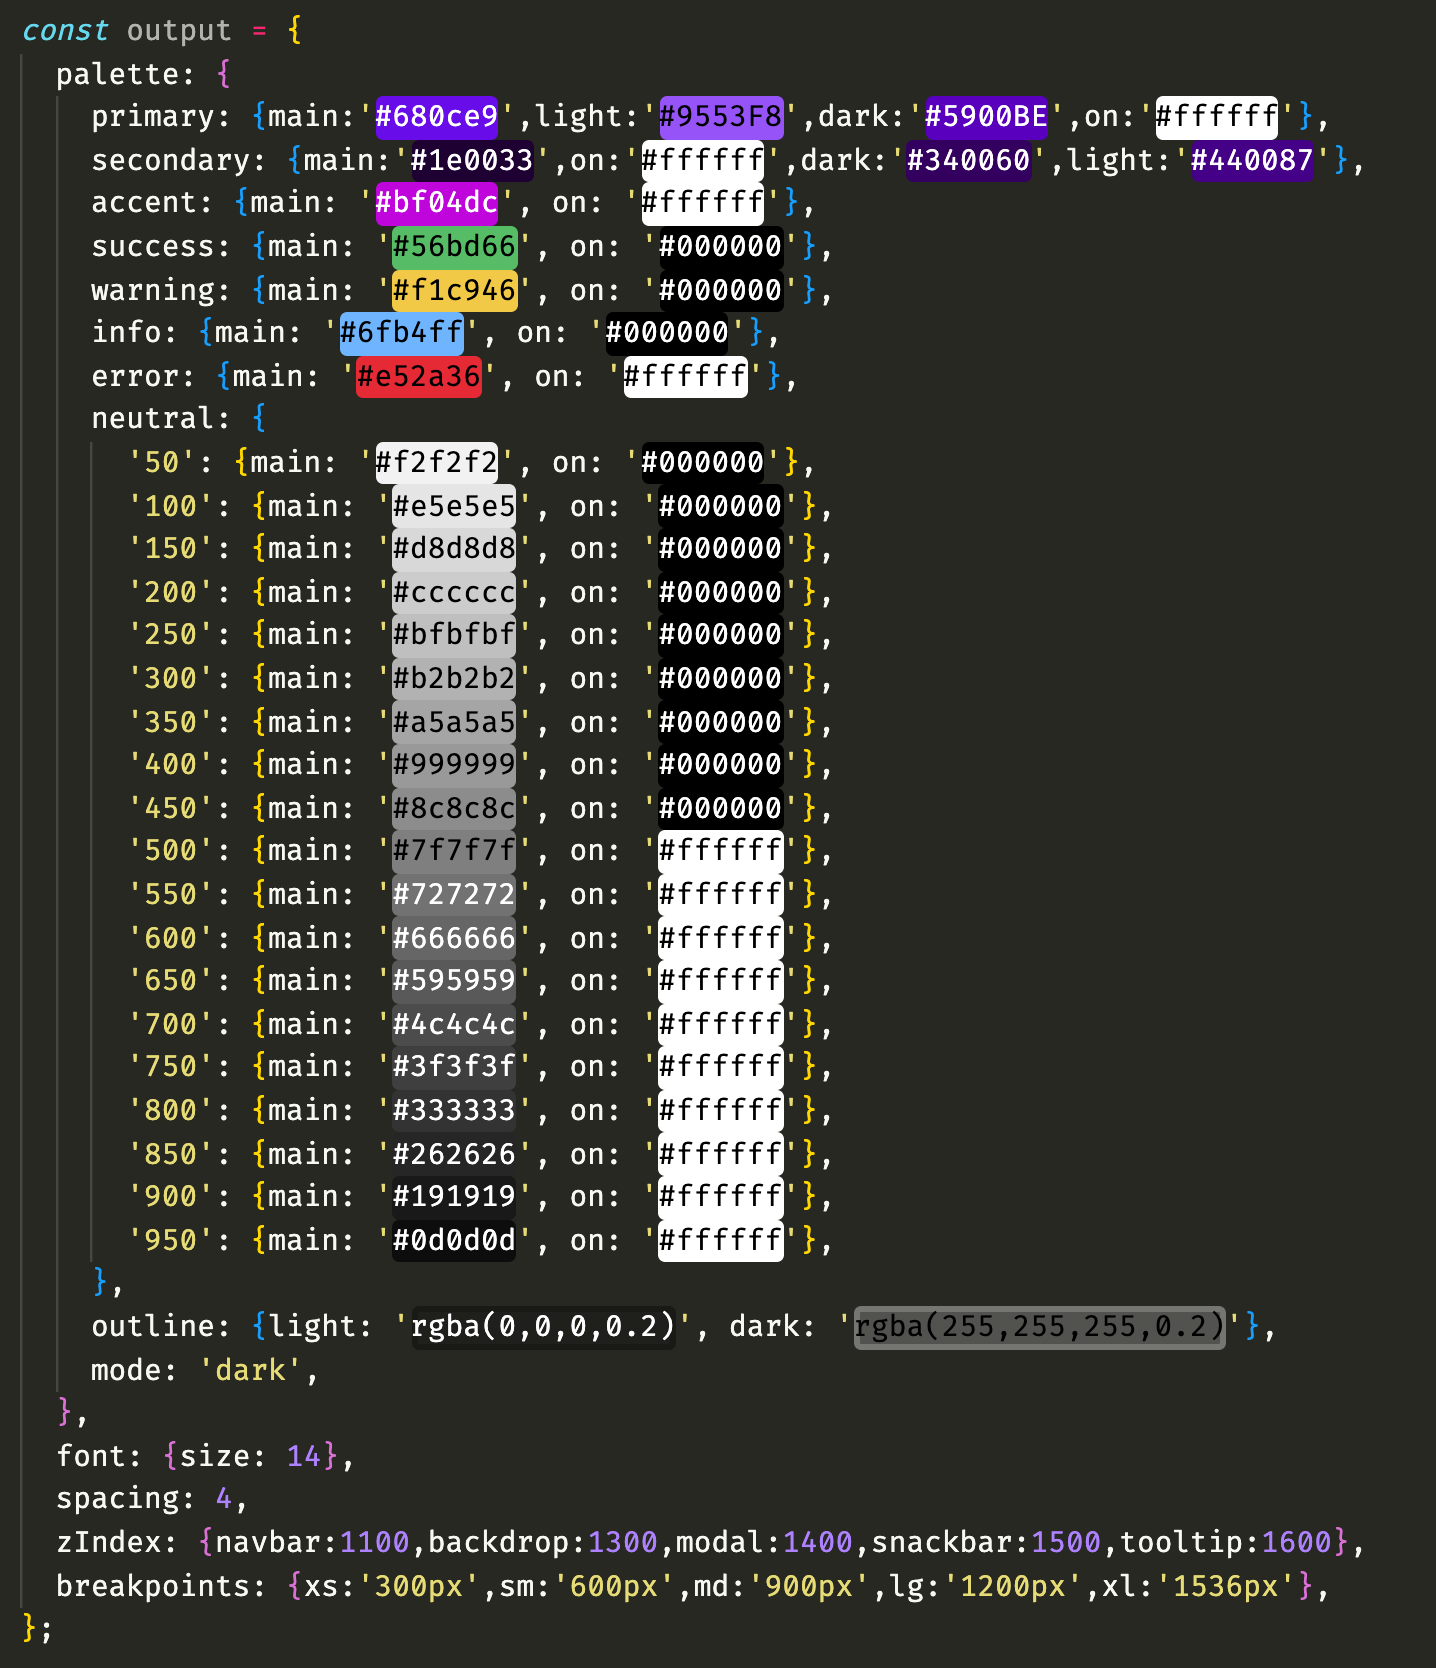 const output = {
palette: {
primary: {main:'#680ce9',light:'#9553F8',dark:'#5900BE',on:'#ffffff'},
secondary: {main:'#1e0033',on:'#ffffff',dark:'#340060',light:'#440087'},
accent: {main: '#bf04dc', on: '#ffffff'},
success: {main: '#56bd66', on: '#000000'},
warning: {main: '#f1c946', on: '#000000'},
info: {main: '#6fb4ff', on: '#000000'},
error: {main: '#e52a36', on: '#ffffff'},
neutral: {
'50': {main: '#f2f2f2', on: '#000000'},
'100': {main: '#e5e5e5', on: '#000000'},
'150': {main: '#d8d8d8', on: '#000000'},
'200': {main: '#cccccc', on: '#000000'},
'250': {main: '#bfbfbf', on: '#000000'},
'300': {main: '#b2b2b2', on: '#000000'},
'350': {main: '#a5a5a5', on: '#000000'},
'400': {main: '#999999', on: '#000000'},
'450': {main: '#8c8c8c', on: '#000000'},
'500': {main: '#7f7f7f', on: '#ffffff'},
'550': {main: '#727272', on: '#ffffff'},
'600': {main: '#666666', on: '#ffffff'},
'650': {main: '#595959', on: '#ffffff'},
'700': {main: '#4c4c4c', on: '#ffffff'},
'750': {main: '#3f3f3f', on: '#ffffff'},
'800': {main: '#333333', on: '#ffffff'},
'850': {main: '#262626', on: '#ffffff'},
'900': {main: '#191919', on: '#ffffff'},
'950': {main: '#0d0d0d', on: '#ffffff'},
},
outline: {light: 'rgba(0,0,0,0.2)', dark: 'rgba(255,255,255,0.2)'},
mode: 'dark',
},
font: {size: 14},
spacing: 4,
zIndex: {navbar:1100,backdrop:1300,modal:1400,snackbar:1500,tooltip:1600},
breakpoints: {xs:'300px',sm:'600px',md:'900px',lg:'1200px',xl:'1536px'},
};